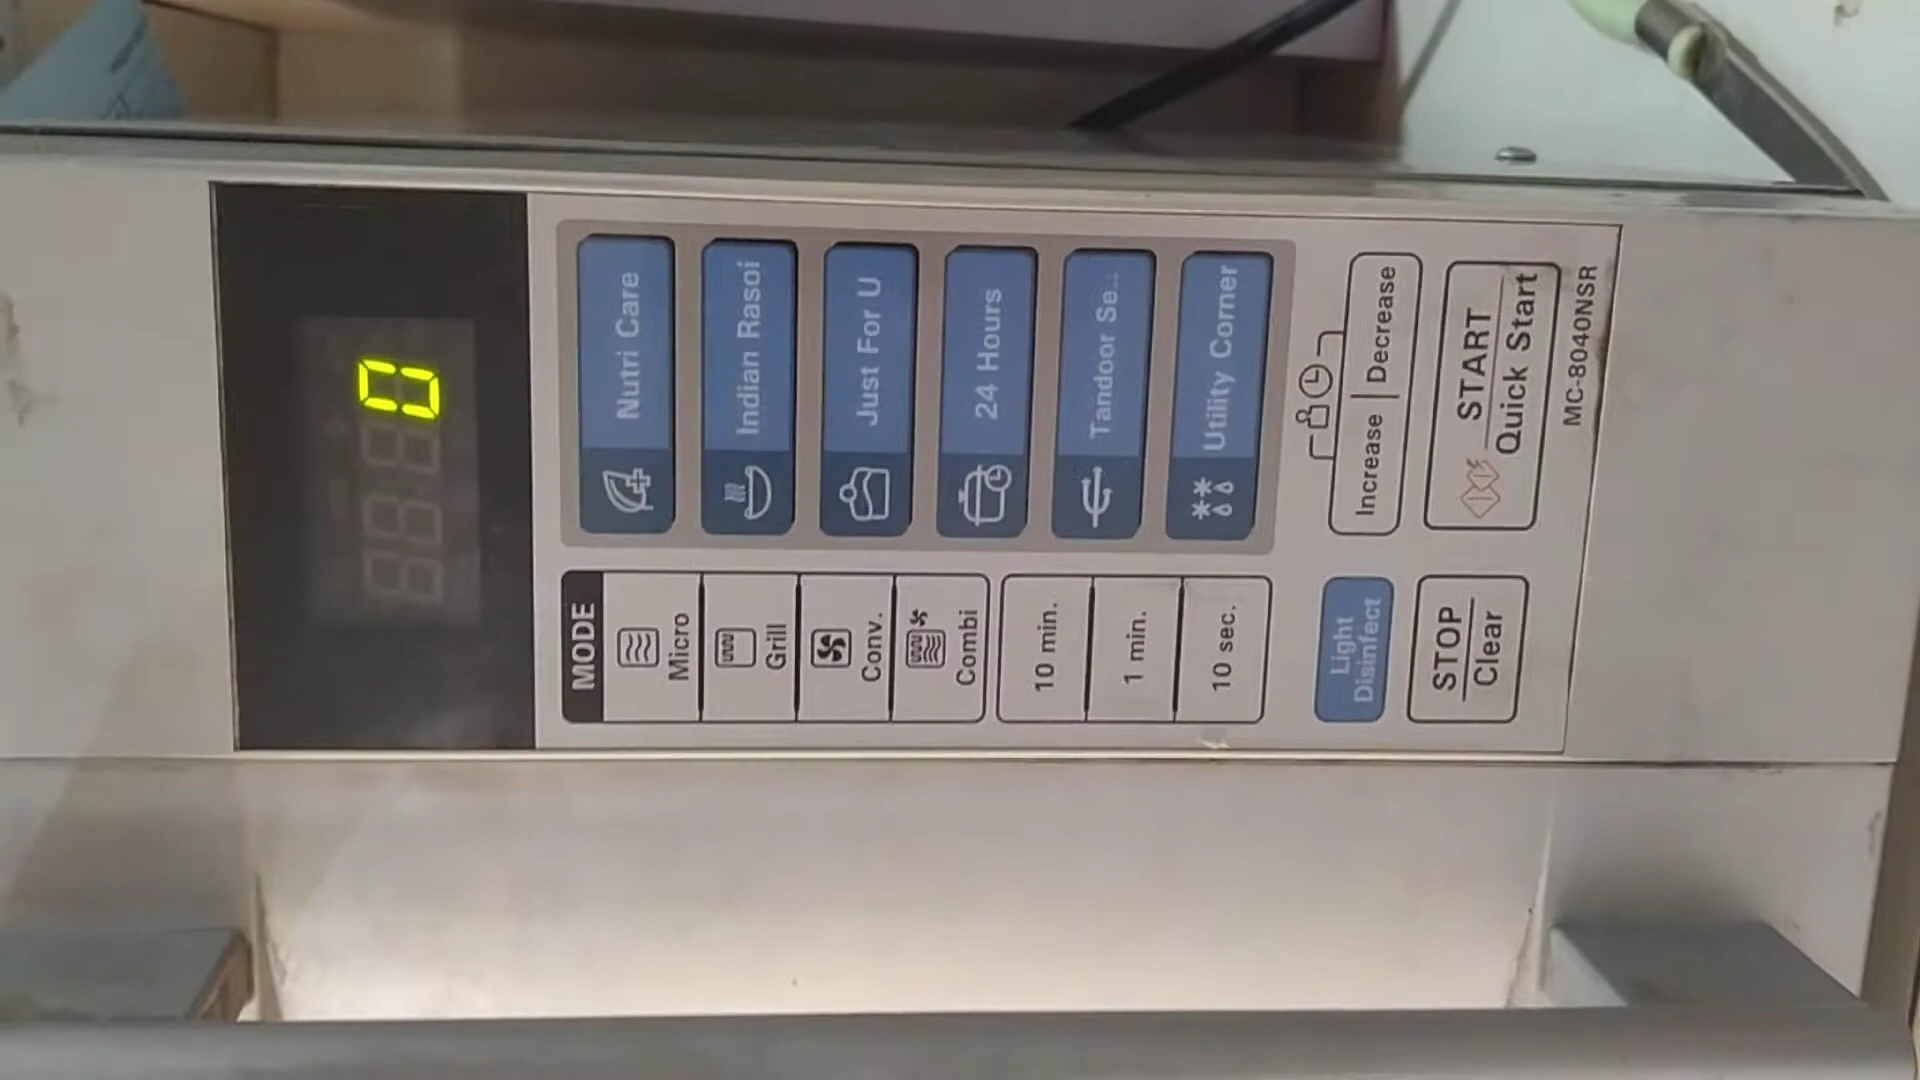 0
Nutri Care
Indian Rasoi
Just For U
24 Hours
Tandoor Se...
Utility Corner
MODE
Micro
Grill
Conv.
Combi
10 min.
1 min.
10 sec.
Increase | Decrease
Light
Disinfect
STOP
Clear
START
Quick Start
MC-8040NSR